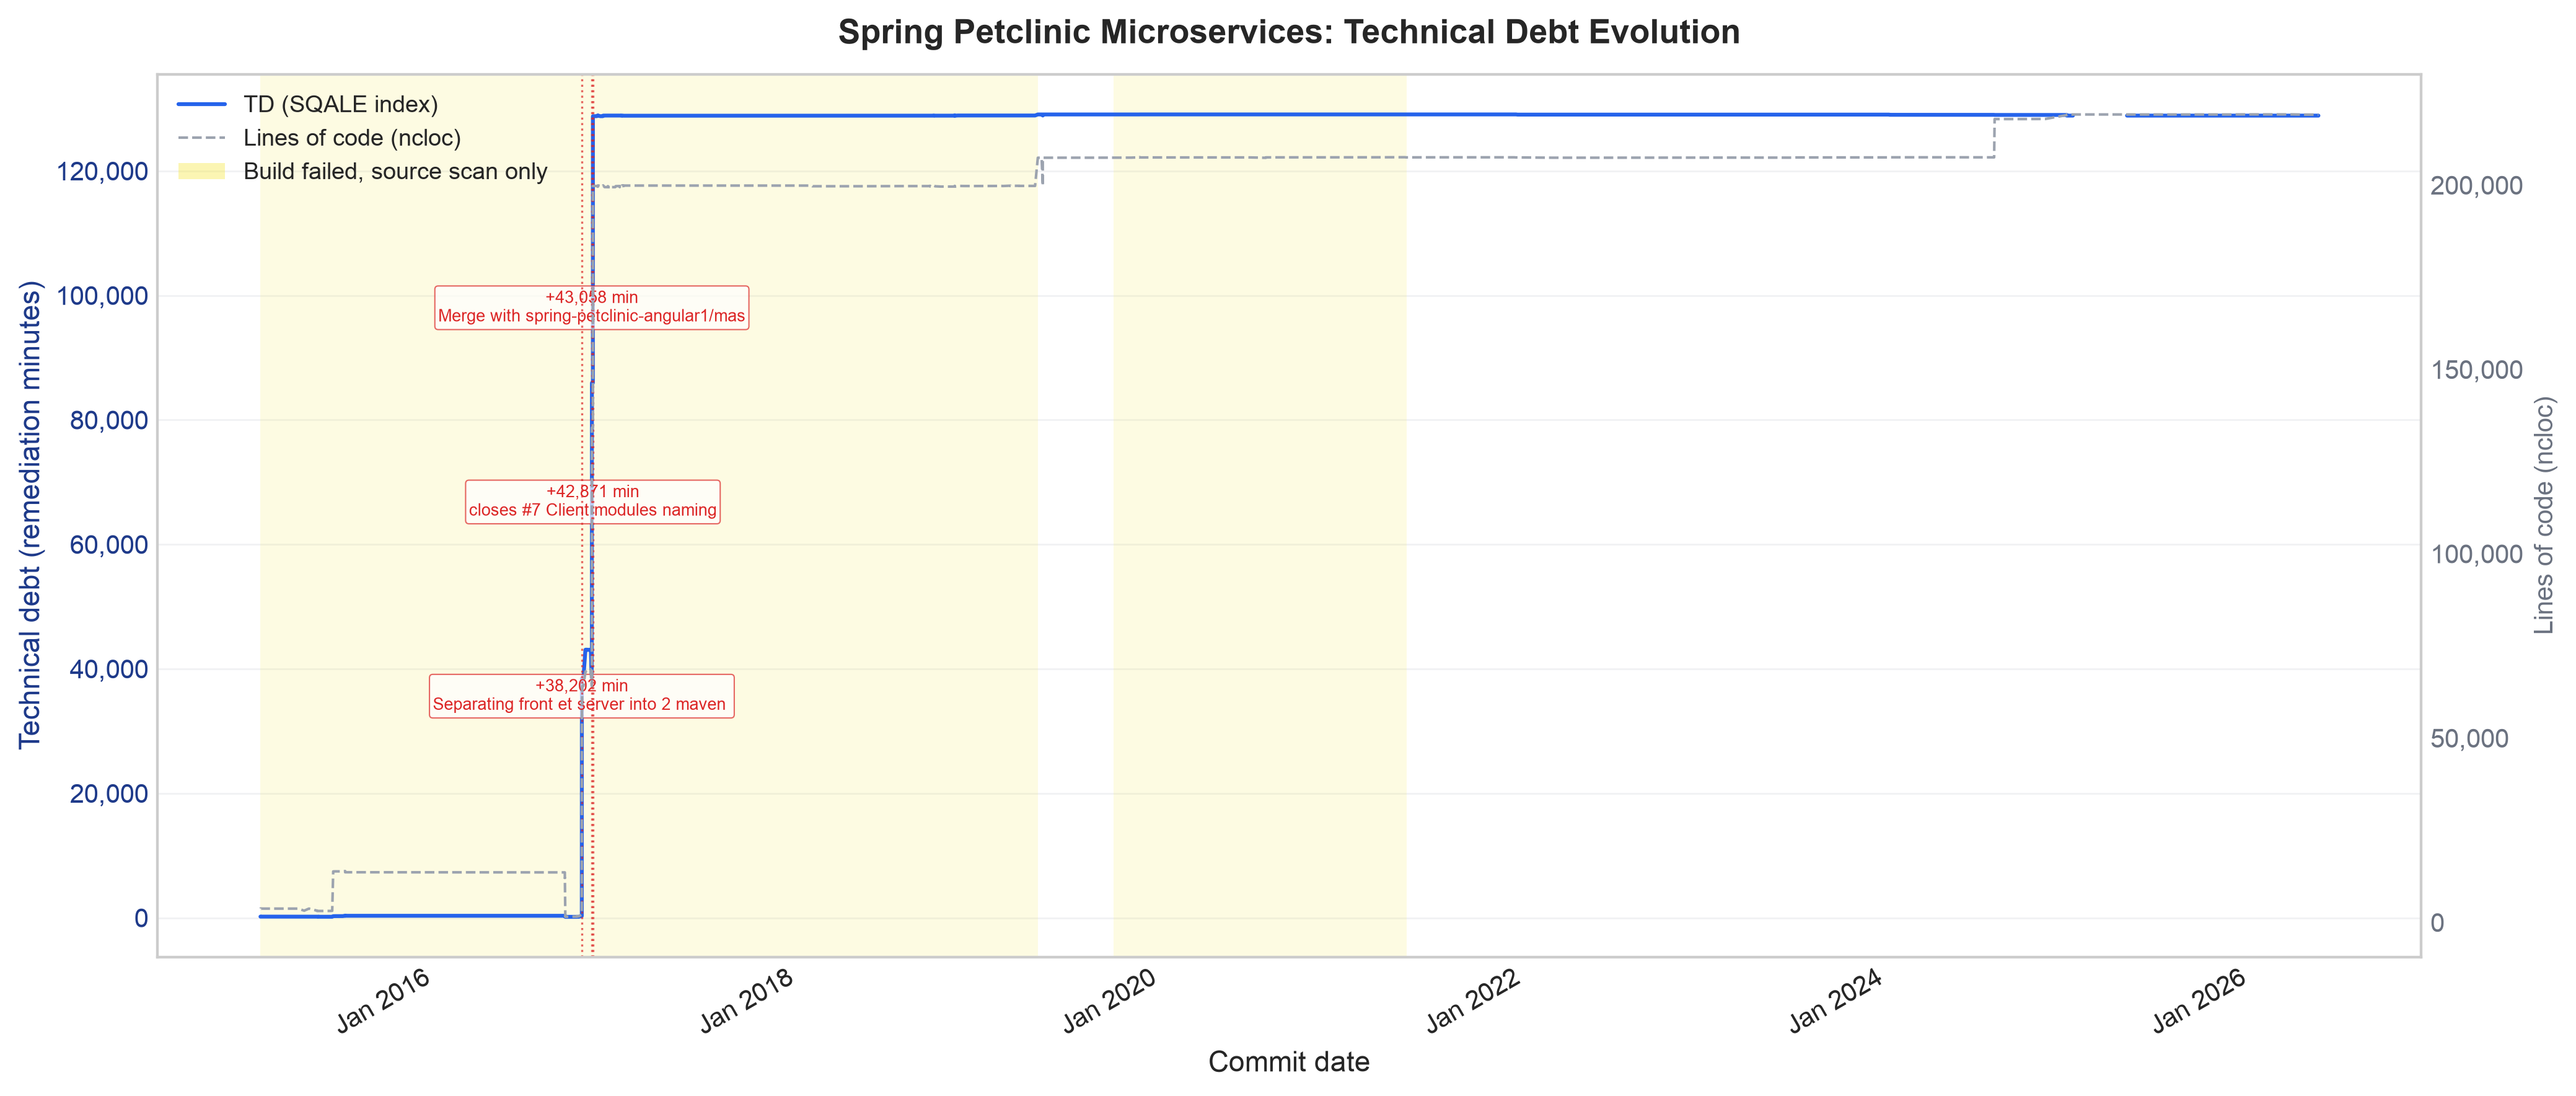 Spring Petclinic Microservices: Technical Debt Evolution
TD (SQALE index)
Lines of code (ncloc)
Build failed, source scan only
Technical debt (remediation minutes)
120,000
100,000
80,000
60,000
40,000
20,000
0
+43,058 min
Merge with spring-petclinic-angular1/mas
+42,871 min
closes #7 Client modules naming
+38,202 min
Separating front et server into 2 maven
200,000
150,000
100,000
50,000
0
Lines of code (ncloc)
Jan 2016
Jan 2018
Jan 2020
Jan 2022
Jan 2024
Jan 2026
Commit date